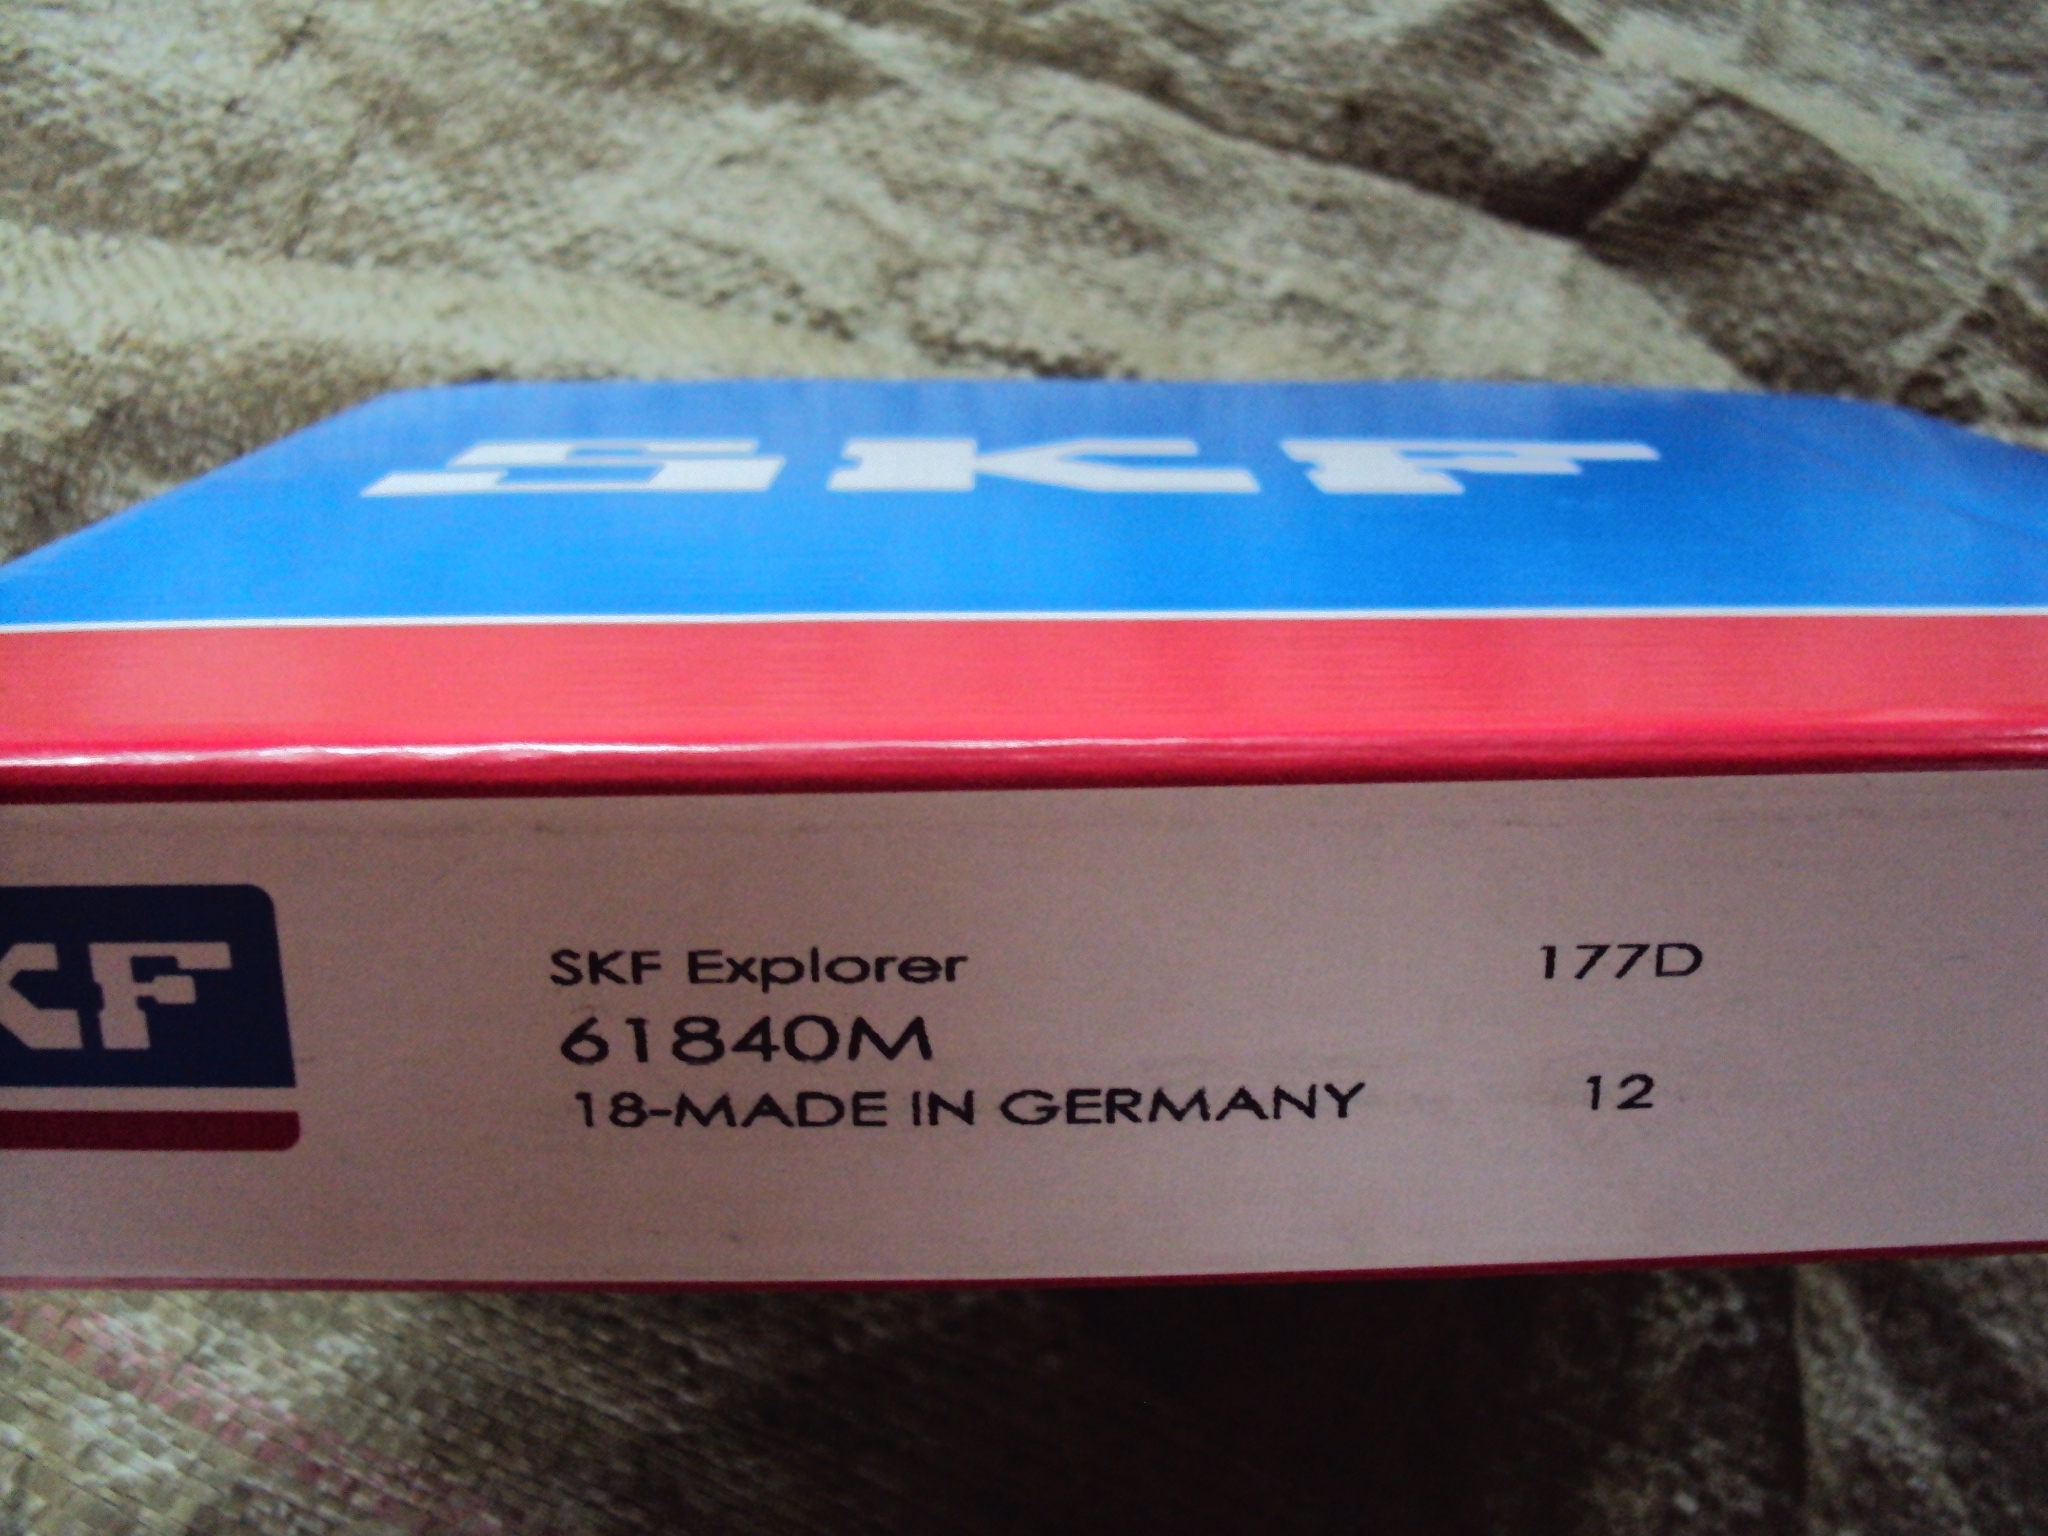 SKF
KF
SKF Explorer 177D
61840M
18-MADE IN GERMANY 12